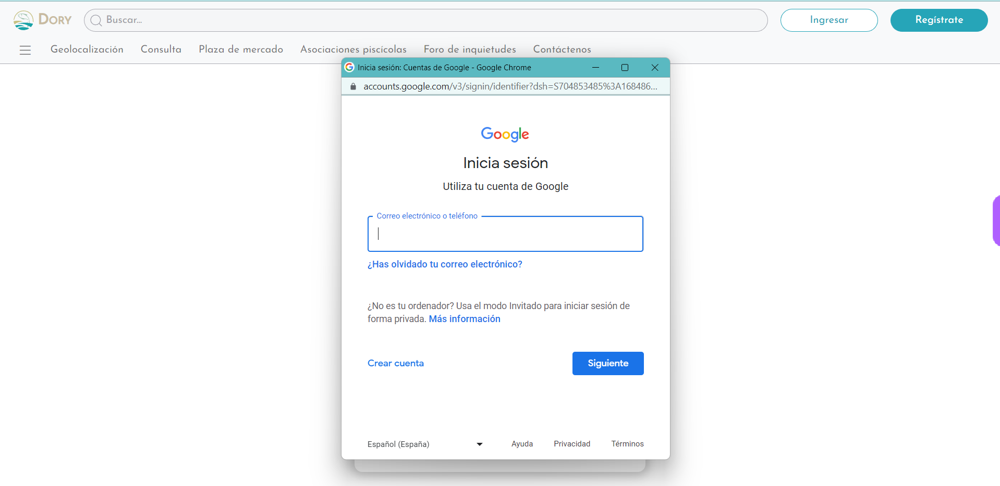 DORY
Buscar...
Ingresar
Regístrate
Geolocalización Consulta Plaza de mercado Asociaciones piscícolas Foro de inquietudes Contáctenos
Inicia sesión: Cuentas de Google - Google Chrome
accounts.google.com/v3/signin/identifier?dsh=S704853485%3A168486...
Google
Inicia sesión
Utiliza tu cuenta de Google
Correo electrónico o teléfono
¿Has olvidado tu correo electrónico?
¿No es tu ordenador? Usa el modo Invitado para iniciar sesión de
forma privada. Más información
Crear cuenta
Siguiente
Español (España)
Ayuda Privacidad Términos